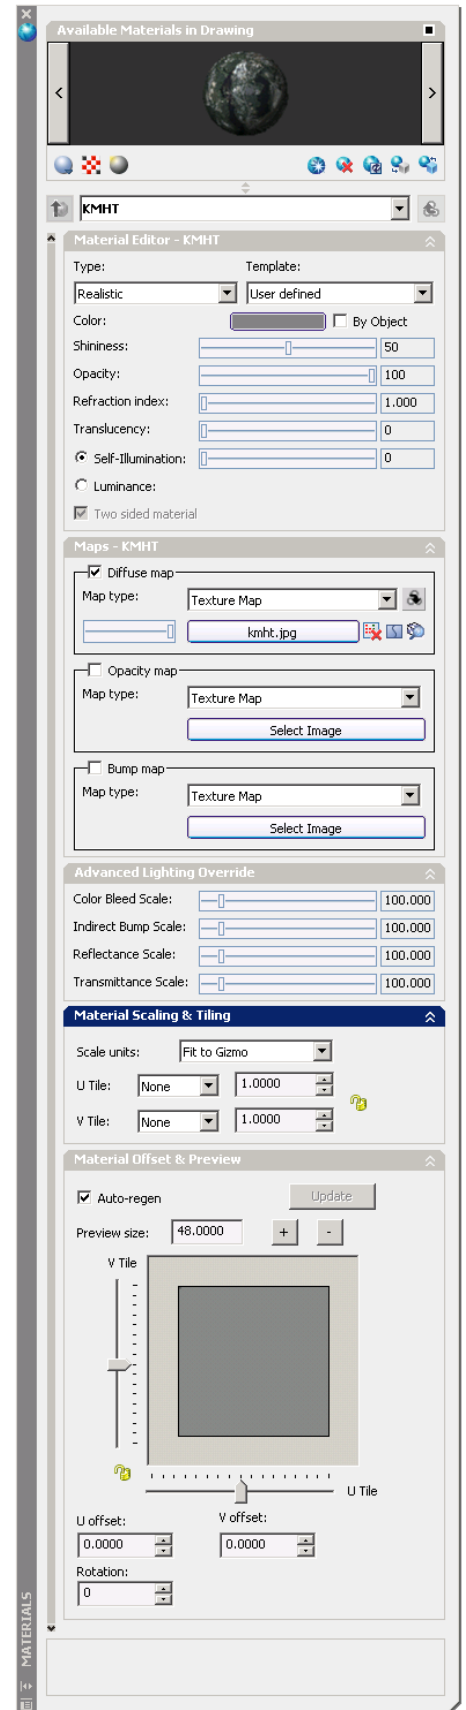 Available Materials in Drawing
KMHT
Material Editor - KMHT
Type: Template:
Realistic User defined
Color: By Object
Shininess: 50
Opacity: 100
Refraction index: 1.000
Translucency: 0
Self-Illumination: 0
Luminance:
Two sided material
Maps - KMHT
Diffuse map
Map type: Texture Map
kmht.jpg
Opacity map
Map type: Texture Map
Select Image
Bump map
Map type: Texture Map
Select Image
Advanced Lighting Override
Color Bleed Scale: 100.000
Indirect Bump Scale: 100.000
Reflectance Scale: 100.000
Transmittance Scale: 100.000
Material Scaling & Tiling
Scale units: Fit to Gizmo
U Tile: None 1.0000
V Tile: None 1.0000
Material Offset & Preview
Auto-regen Update
Preview size: 48.0000 + -
V Tile
U Tile
U offset: V offset:
0.0000 0.0000
Rotation:
0
MATERIALS